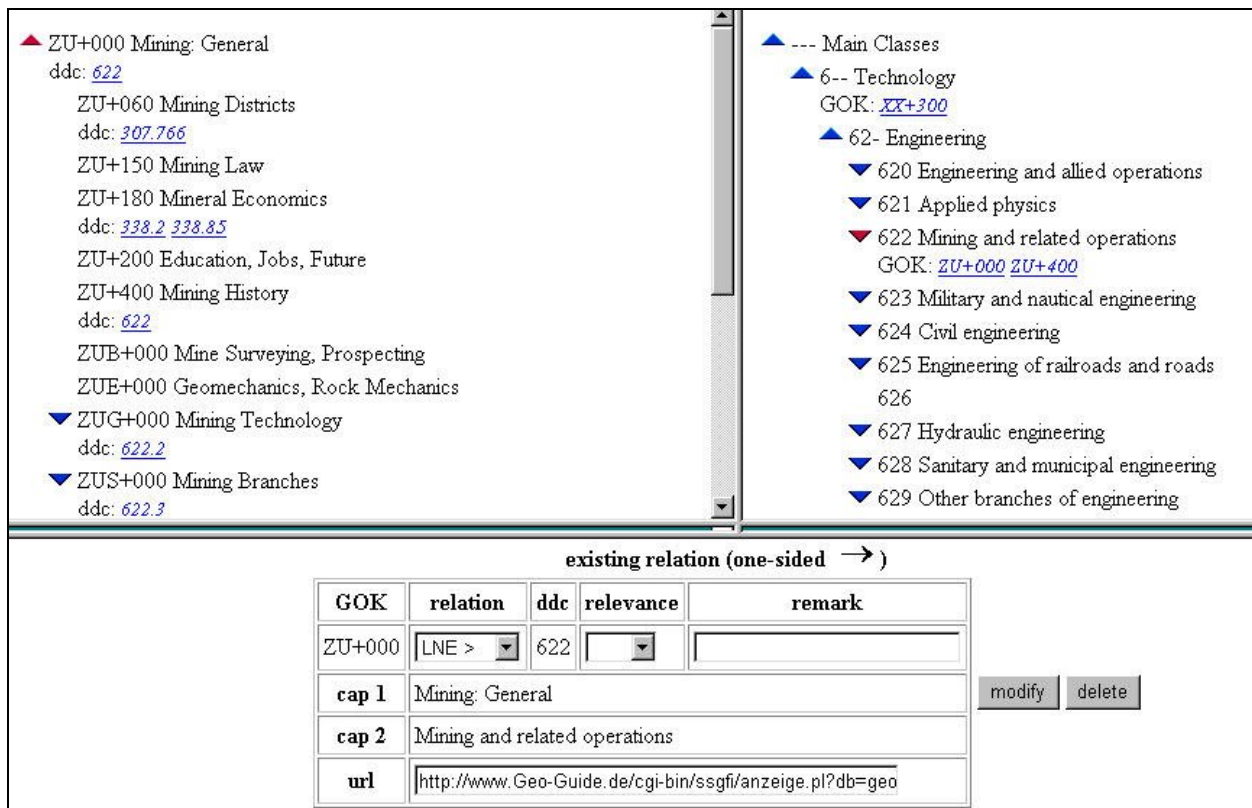 ZU+000 Mining: General
ddc: 622
ZU+060 Mining Districts
ddc: 307.766
ZU+150 Mining Law
ZU+180 Mineral Economics
ddc: 338.2 338.85
ZU+200 Education, Jobs, Future
ZU+400 Mining History
ddc: 622
ZUB+000 Mine Surveying, Prospecting
ZUE+000 Geomechanics, Rock Mechanics
ZUG+000 Mining Technology
ddc: 622.2
ZUS+000 Mining Branches
ddc: 622.3
--- Main Classes
6-- Technology
GOK: XX+300
62- Engineering
620 Engineering and allied operations
621 Applied physics
622 Mining and related operations
GOK: ZU+000 ZU+400
623 Military and nautical engineering
624 Civil engineering
625 Engineering of railroads and roads
626
627 Hydraulic engineering
628 Sanitary and municipal engineering
629 Other branches of engineering
existing relation (one-sided → )
GOK relation ddc relevance remark
ZU+000 LNE > 622
cap 1 Mining: General
modify delete
cap 2 Mining and related operations
url http://www.Geo-Guide.de/cgi-bin/ssgfi/anzeige.pl?db=geo